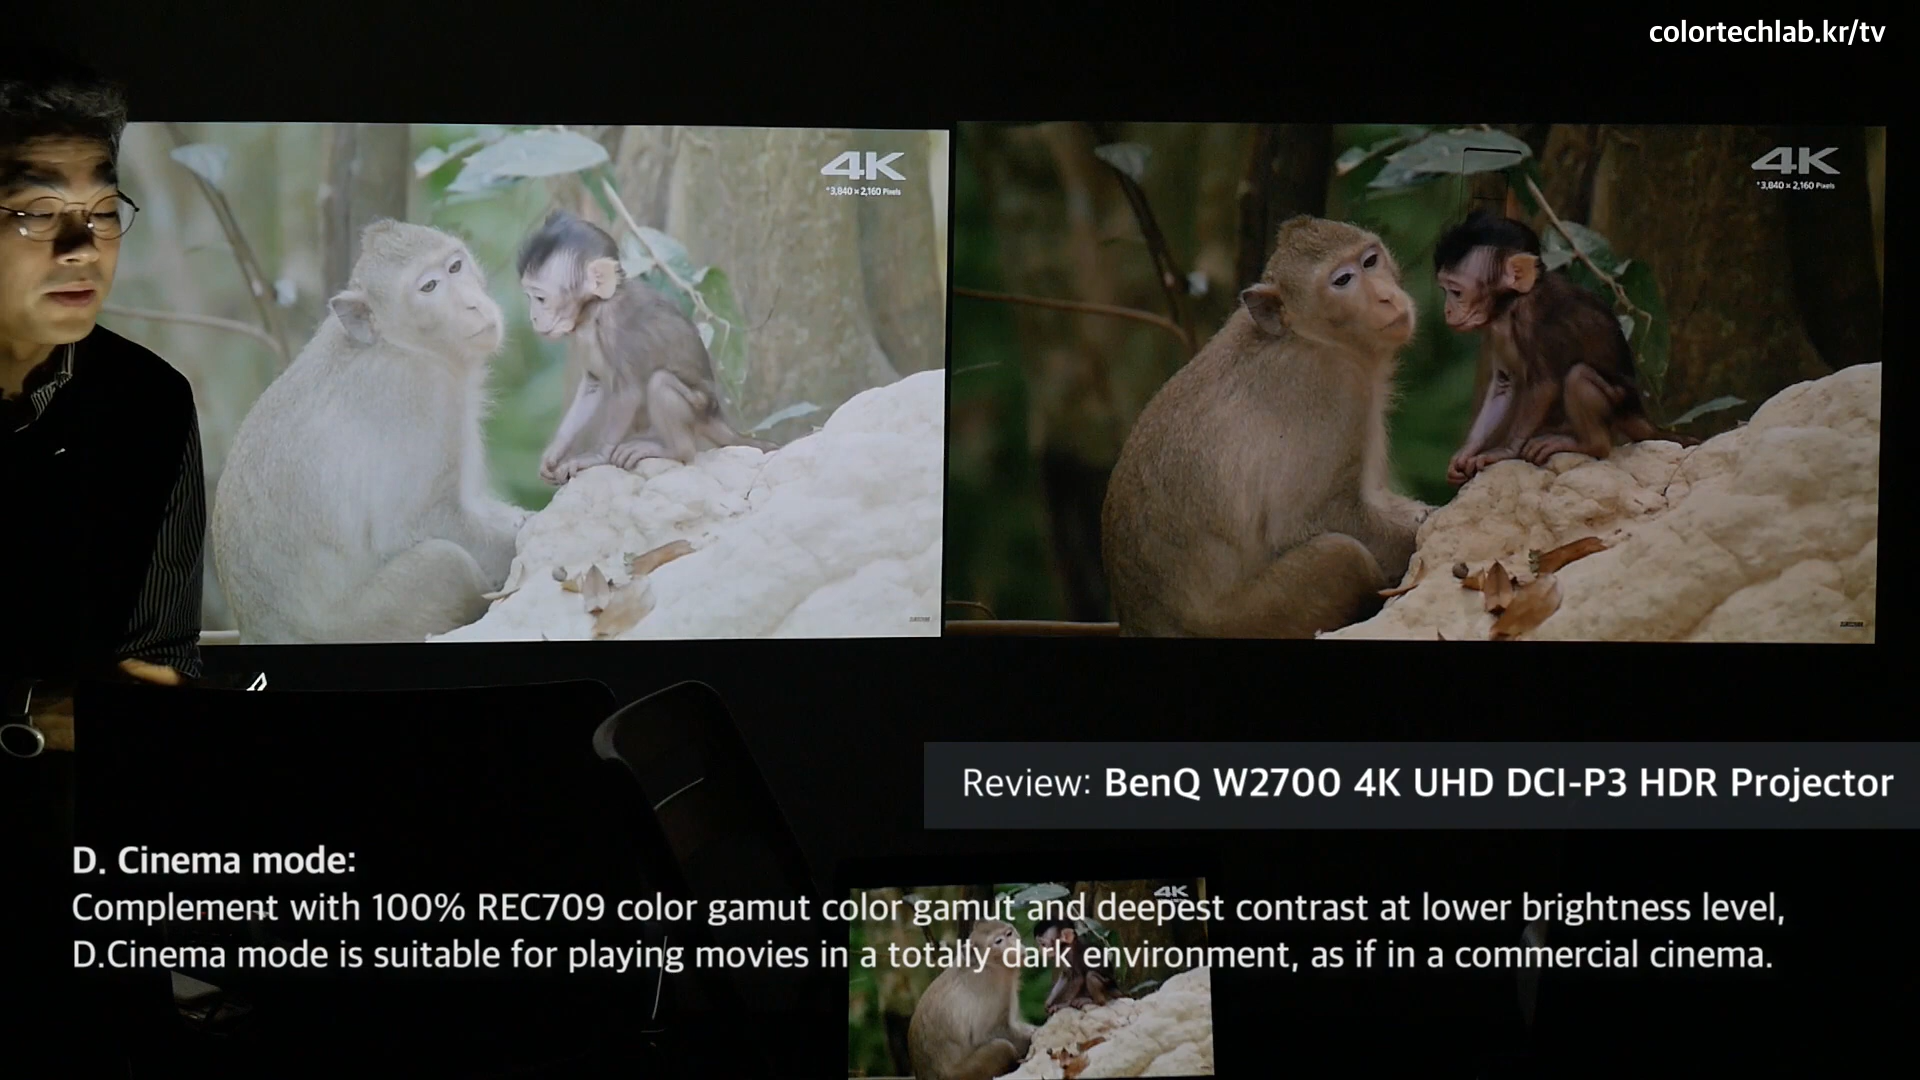 colortechlab.kr/tv
4K
*3,840 × 2,160 Pixels
4K
*3,840 × 2,160 Pixels
Review: BenQ W2700 4K UHD DCI-P3 HDR Projector
D. Cinema mode:
Complement with 100% REC709 color gamut color gamut and deepest contrast at lower brightness level,
D.Cinema mode is suitable for playing movies in a totally dark environment, as if in a commercial cinema.
4K